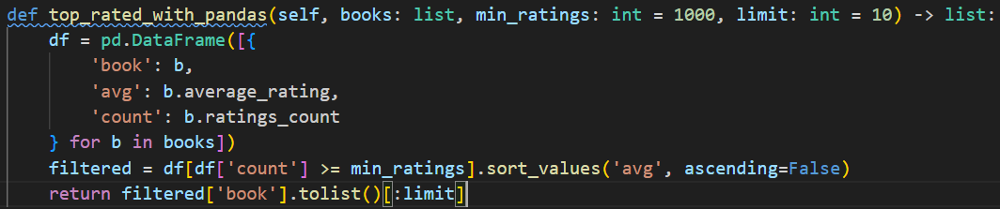 def top_rated_with_pandas(self, books: list, min_ratings: int = 1000, limit: int = 10) -> list:
    df = pd.DataFrame([{
        'book': b,
        'avg': b.average_rating,
        'count': b.ratings_count
    } for b in books])
    filtered = df[df['count'] >= min_ratings].sort_values('avg', ascending=False)
    return filtered['book'].tolist()[:limit]